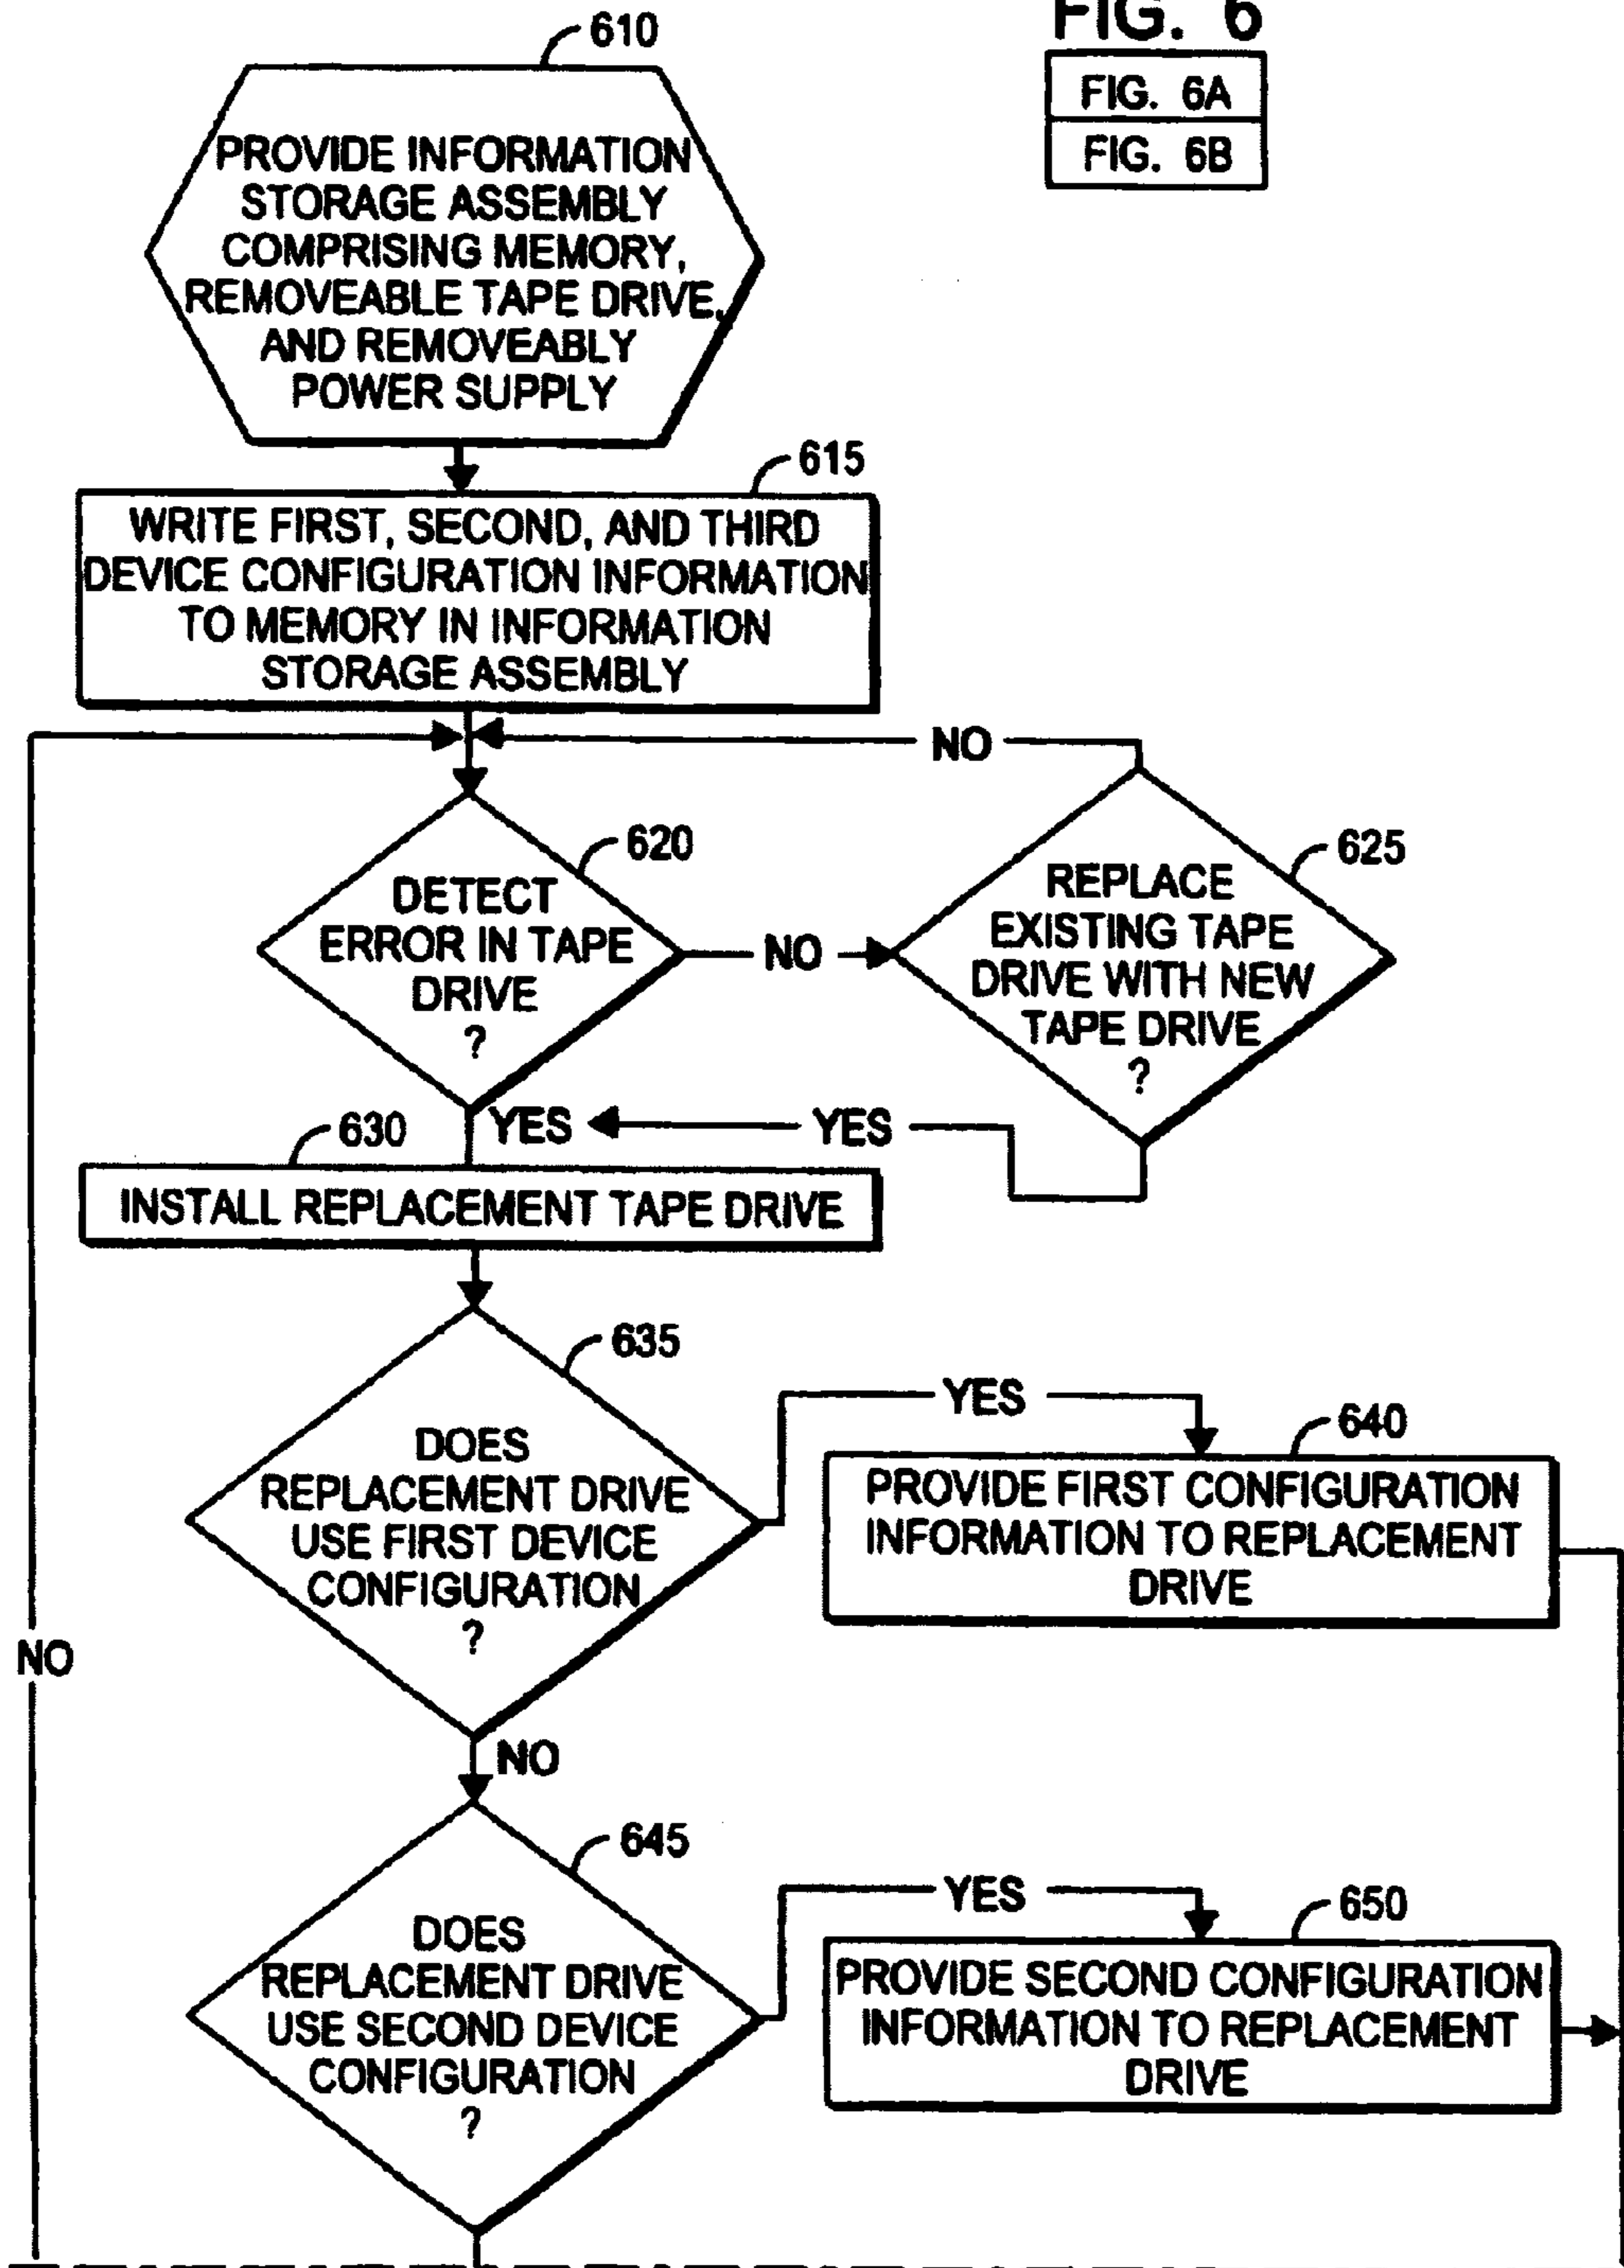 FIG. 6
FIG. 6A
FIG. 6B
610
PROVIDE INFORMATION
STORAGE ASSEMBLY
COMPRISING MEMORY,
REMOVEABLE TAPE DRIVE,
AND REMOVEABLY
POWER SUPPLY
615
WRITE FIRST, SECOND, AND THIRD
DEVICE CONFIGURATION INFORMATION
TO MEMORY IN INFORMATION
STORAGE ASSEMBLY
NO
620
DETECT
ERROR IN TAPE
DRIVE
?
NO
625
REPLACE
EXISTING TAPE
DRIVE WITH NEW
TAPE DRIVE
?
YES
YES
630
INSTALL REPLACEMENT TAPE DRIVE
635
DOES
REPLACEMENT DRIVE
USE FIRST DEVICE
CONFIGURATION
?
YES
640
PROVIDE FIRST CONFIGURATION
INFORMATION TO REPLACEMENT
DRIVE
NO
NO
645
DOES
REPLACEMENT DRIVE
USE SECOND DEVICE
CONFIGURATION
?
YES
650
PROVIDE SECOND CONFIGURATION
INFORMATION TO REPLACEMENT
DRIVE